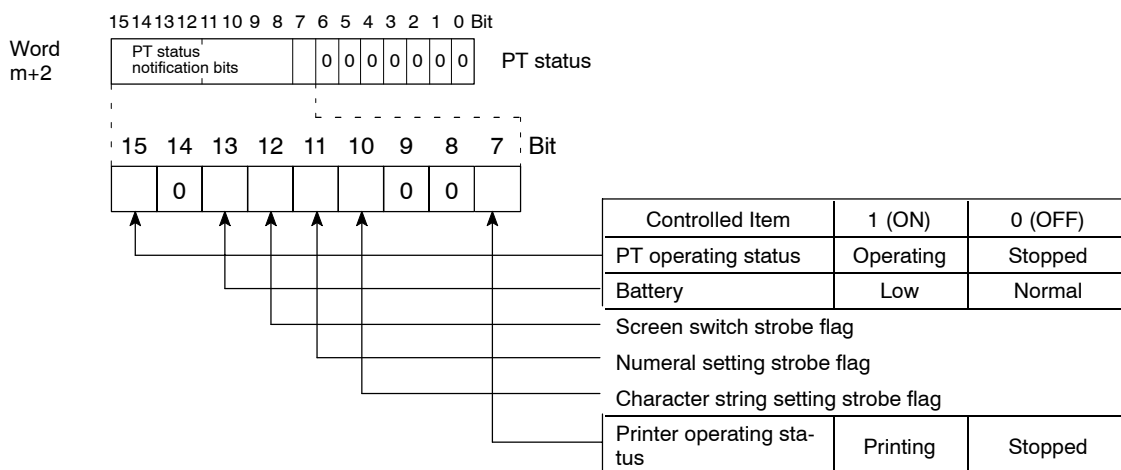 15 14 13 12 11 10 9 8 7 6 5 4 3 2 1 0 Bit
Word
m+2
PT status
notification bits
0 0 0 0 0 0 0
PT status
15 14 13 12 11 10 9 8 7 Bit
0 0 0
Controlled Item 1 (ON) 0 (OFF)
PT operating status Operating Stopped
Battery Low Normal
Screen switch strobe flag
Numeral setting strobe flag
Character string setting strobe flag
Printer operating sta-
tus Printing Stopped